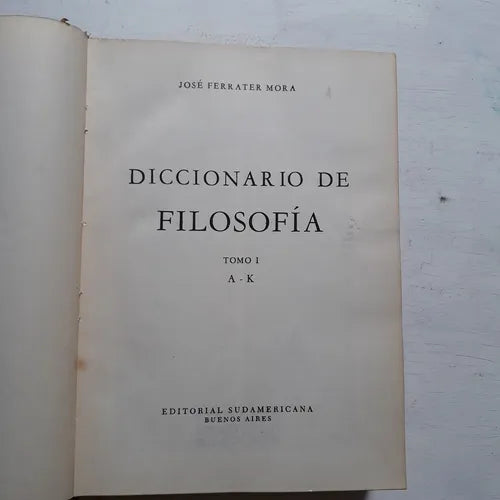 JOSÉ FERRATER MORA
DICCIONARIO DE
FILOSOFÍA
TOMO I
A - K
EDITORIAL SUDAMERICANA
BUENOS AIRES